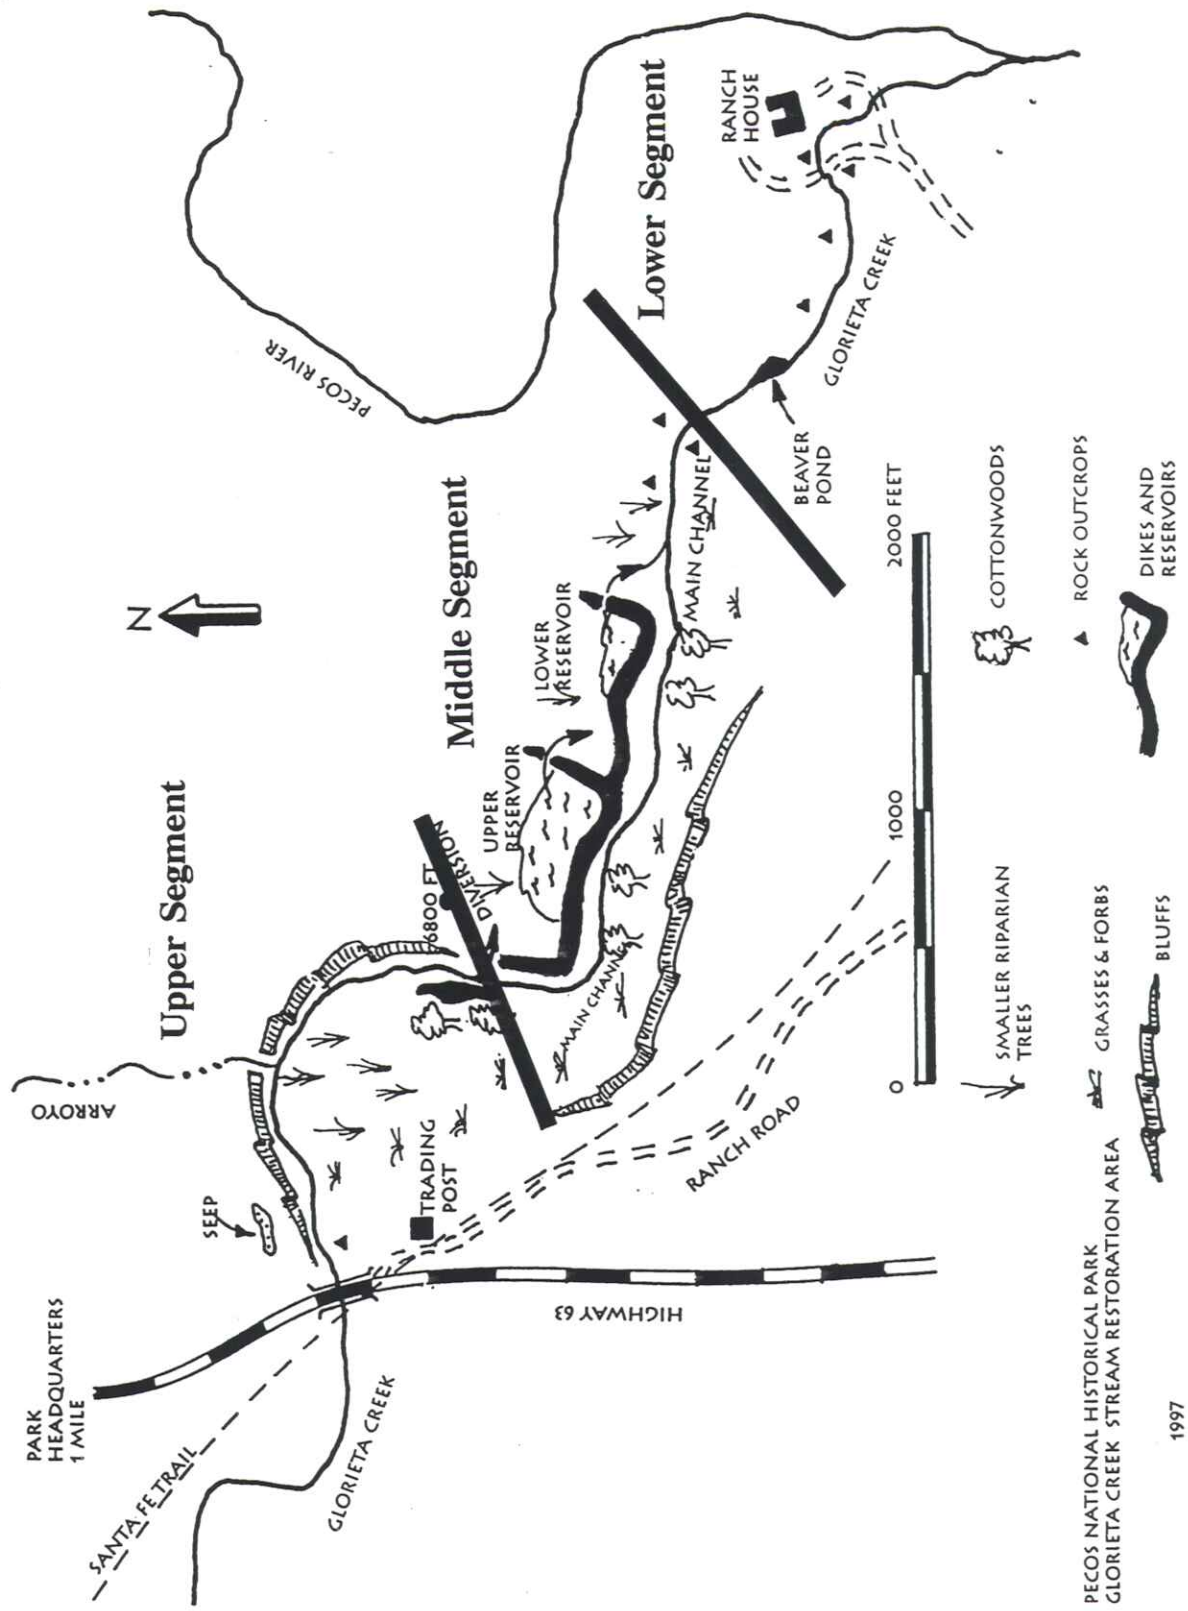 PARK
HEADQUARTERS
1 MILE
SANTA FE TRAIL
GLORIETA CREEK
HIGHWAY 63
SEEP
ARROYO
TRADING
POST
RANCH ROAD
Upper Segment
6800 FT
DIVERSION
MAIN CHANNEL
UPPER
RESERVOIR
Middle Segment
LOWER
RESERVOIR
MAIN CHANNEL
N
PECOS RIVER
Lower Segment
BEAVER
POND
GLORIETA CREEK
RANCH
HOUSE
0
1000
2000 FEET
SMALLER RIPARIAN
TREES
COTTONWOODS
GRASSES & FORBS
ROCK OUTCROPS
BLUFFS
DIKES AND
RESERVOIRS
PECOS NATIONAL HISTORICAL PARK
GLORIETA CREEK STREAM RESTORATION AREA
1997